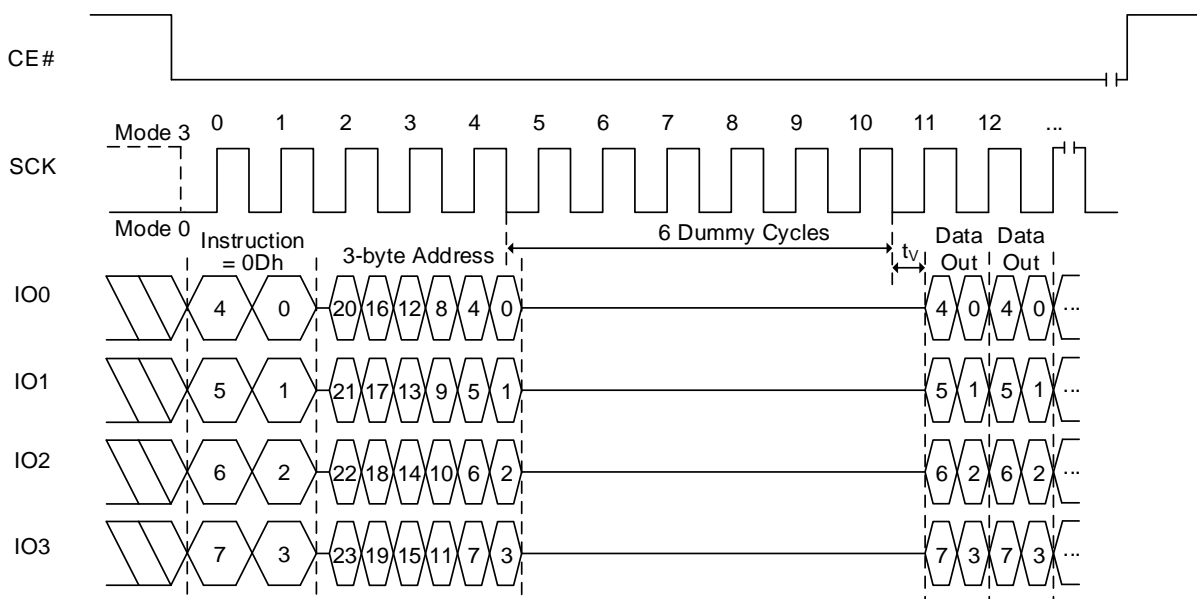 CE#
0 1 2 3 4 5 6 7 8 9 10 11 12 ...
Mode 3
SCK
Mode 0
Instruction
= 0Dh
3-byte Address
6 Dummy Cycles
tV
Data
Out
Data
Out
IO0 4 0 20 16 12 8 4 0 4 0 4 0 ...
IO1 5 1 21 17 13 9 5 1 5 1 5 1 ...
IO2 6 2 22 18 14 10 6 2 6 2 6 2 ...
IO3 7 3 23 19 15 11 7 3 7 3 7 3 ...